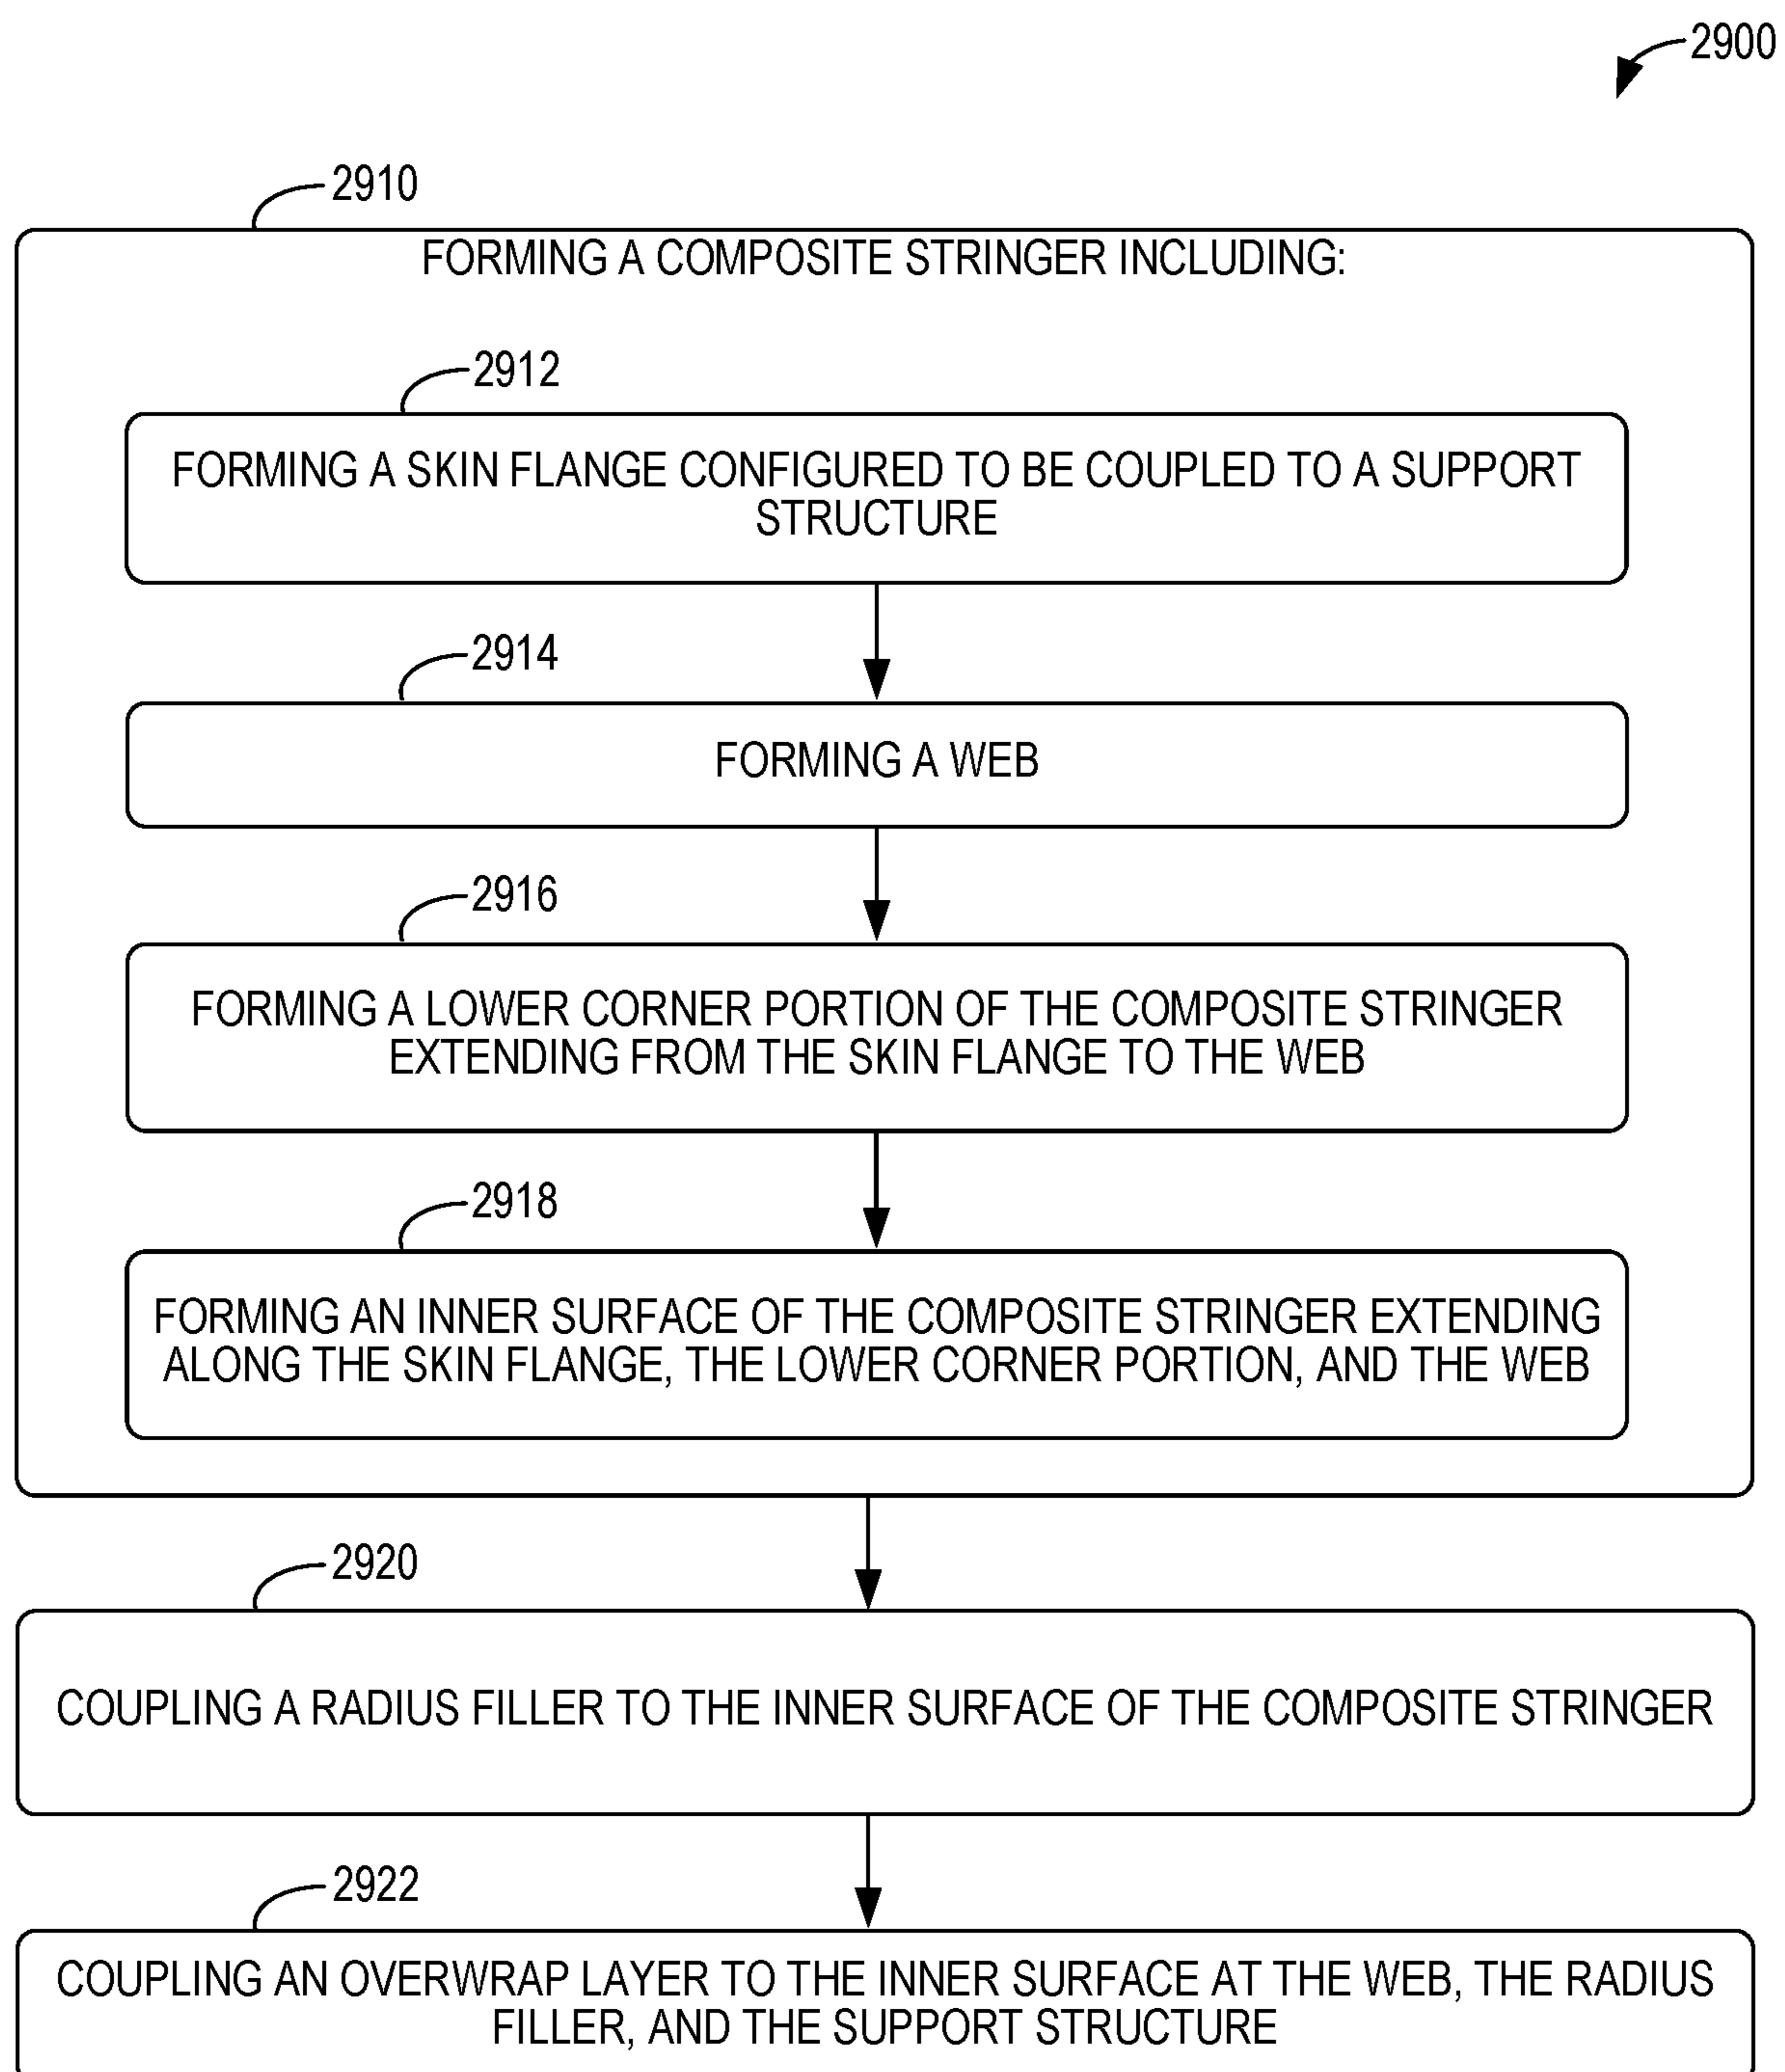 2900
2910
FORMING A COMPOSITE STRINGER INCLUDING:
2912
FORMING A SKIN FLANGE CONFIGURED TO BE COUPLED TO A SUPPORT
STRUCTURE
2914
FORMING A WEB
2916
FORMING A LOWER CORNER PORTION OF THE COMPOSITE STRINGER
EXTENDING FROM THE SKIN FLANGE TO THE WEB
2918
FORMING AN INNER SURFACE OF THE COMPOSITE STRINGER EXTENDING
ALONG THE SKIN FLANGE, THE LOWER CORNER PORTION, AND THE WEB
2920
COUPLING A RADIUS FILLER TO THE INNER SURFACE OF THE COMPOSITE STRINGER
2922
COUPLING AN OVERWRAP LAYER TO THE INNER SURFACE AT THE WEB, THE RADIUS
FILLER, AND THE SUPPORT STRUCTURE